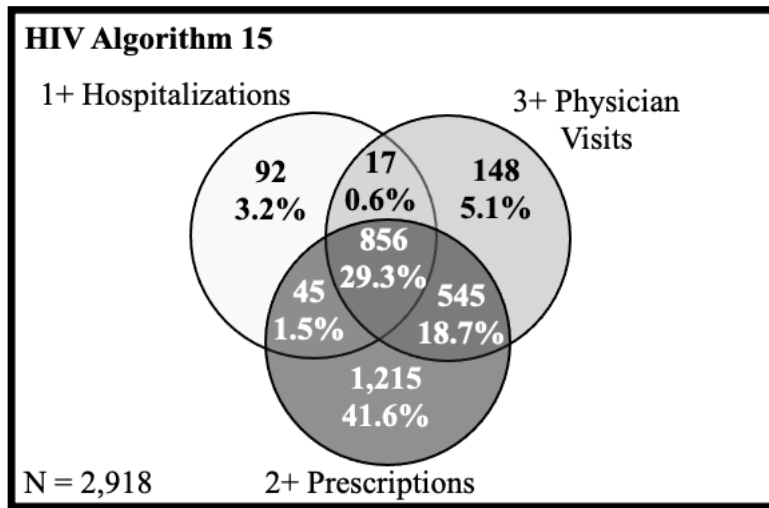 HIV Algorithm 15
1+ Hospitalizations
3+ Physician
Visits
92
3.2%
17
0.6%
148
5.1%
856
29.3%
45
1.5%
545
18.7%
1,215
41.6%
N = 2,918
2+ Prescriptions